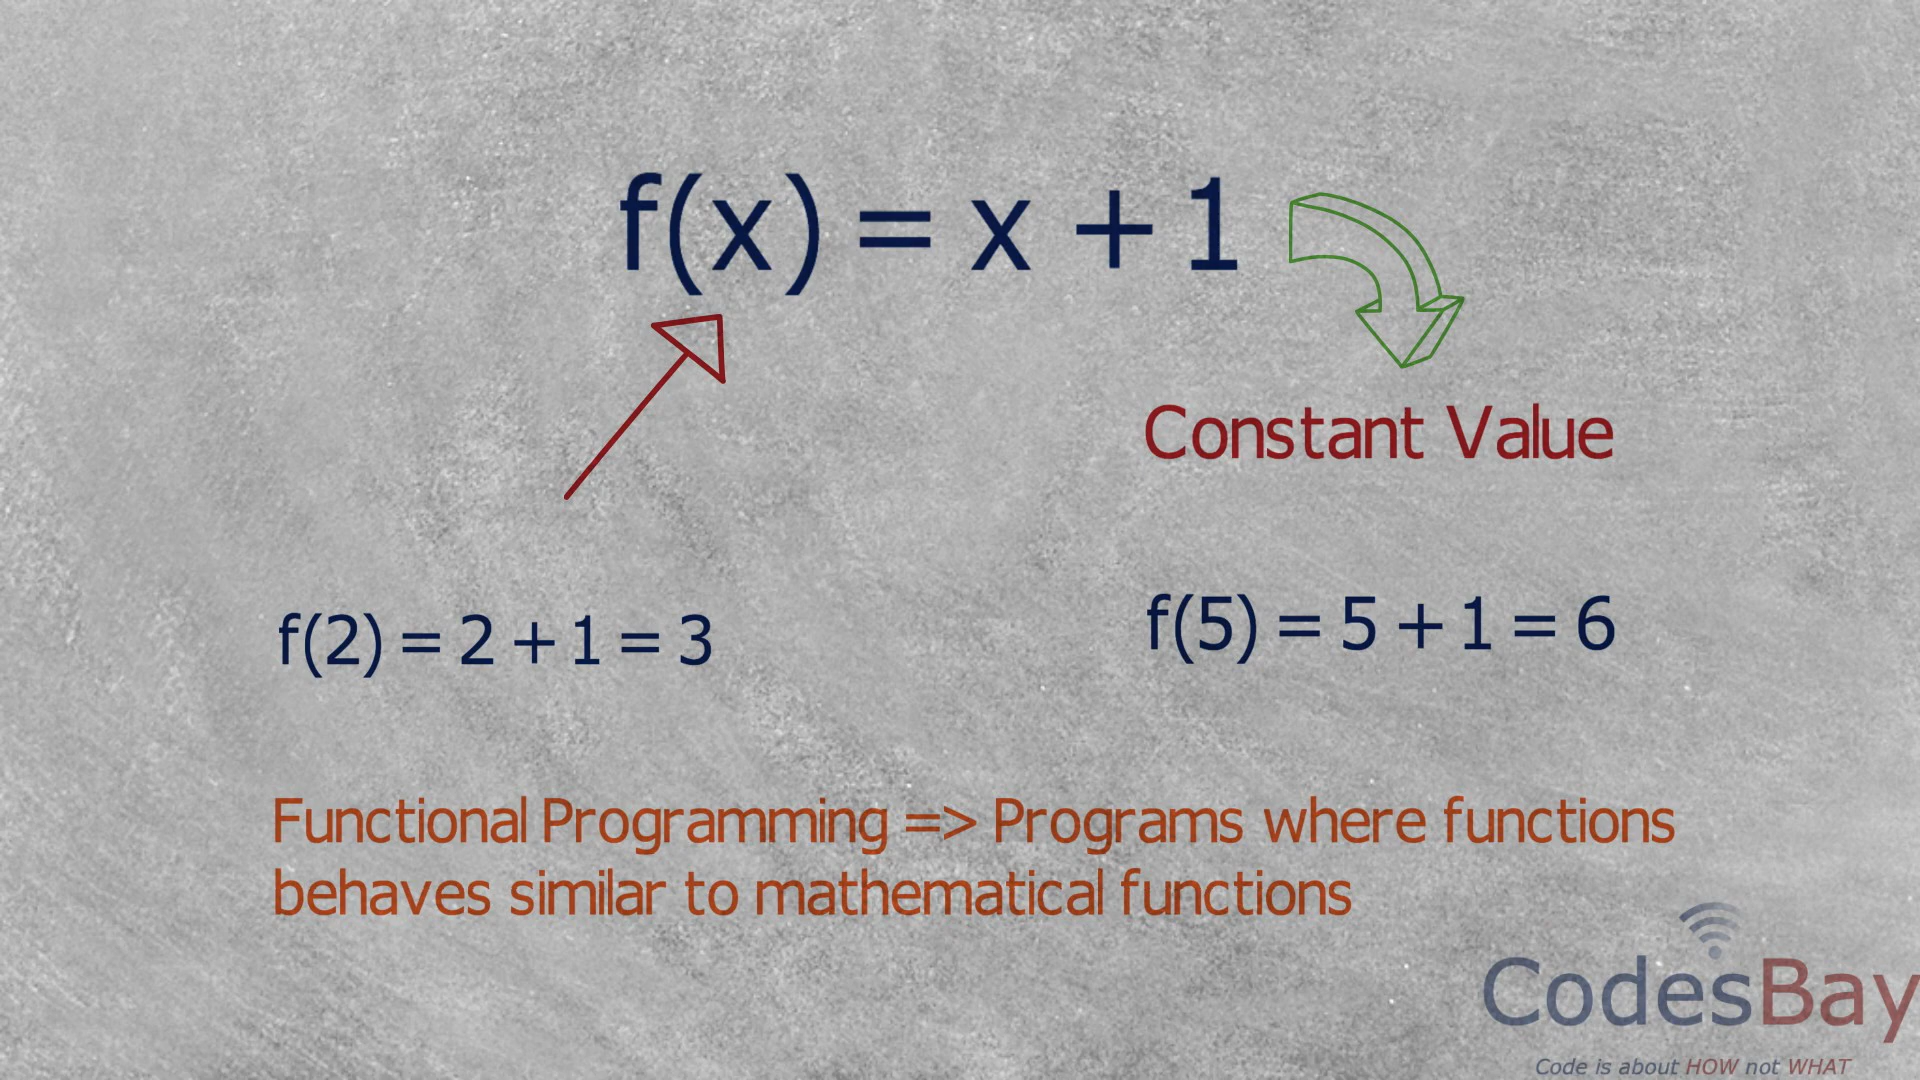 f(x) = x + 1
Constant Value
f(2) = 2 + 1 = 3
f(5) = 5 + 1 = 6
Functional Programming => Programs where functions
behaves similar to mathematical functions
CodesBay
Code is about HOW not WHAT